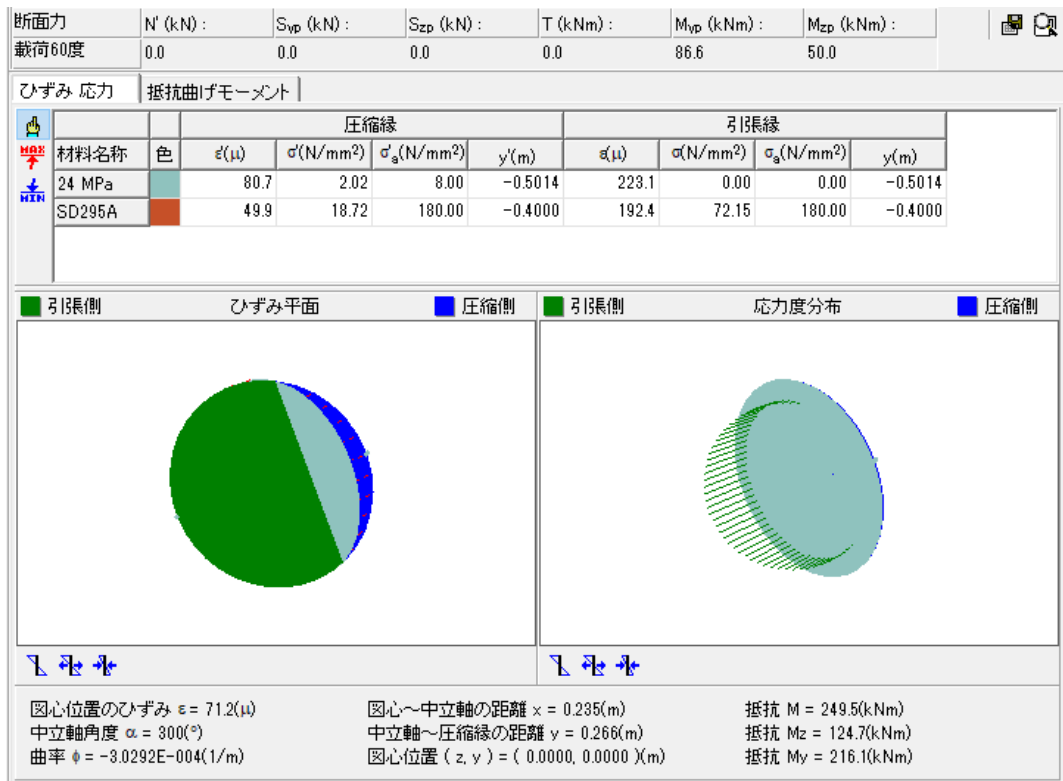 断面力 N' (kN) : Syp (kN) : Szp (kN) : T (kNm) : Myp (kNm) : Mzp (kNm) :
載荷60度 0.0 0.0 0.0 0.0 86.6 50.0
ひずみ 応力 抵抗曲げモーメント
圧縮縁 引張縁
MAX 材料名称 色 ε'(μ) σ'(N/mm²) σ'a(N/mm²) y'(m) ε(μ) σ(N/mm²) σa(N/mm²) y(m)
MIN 24 MPa 80.7 2.02 8.00 -0.5014 223.1 0.00 0.00 -0.5014
SD295A 49.9 18.72 180.00 -0.4000 192.4 72.15 180.00 -0.4000
引張側 ひずみ平面 圧縮側 引張側 応力度分布 圧縮側
図心位置のひずみ ε = 71.2(μ) 図心～中立軸の距離 x = 0.235(m) 抵抗 M = 249.5(kNm)
中立軸角度 α = 300(°) 中立軸～圧縮縁の距離 y = 0.266(m) 抵抗 Mz = 124.7(kNm)
曲率 φ = -3.0292E-004(1/m) 図心位置 ( z, y ) = ( 0.0000, 0.0000 )(m) 抵抗 My = 216.1(kNm)